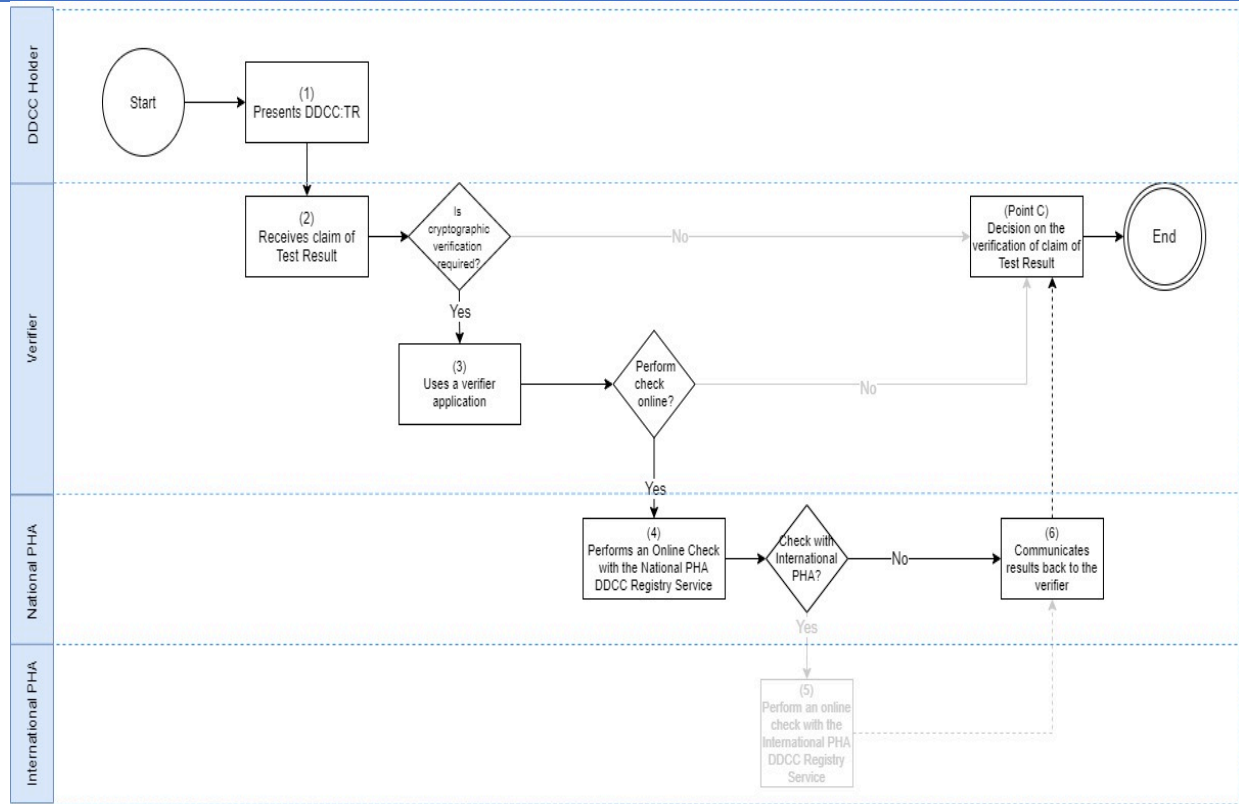 DDCC Holder
Start
(1)
Presents DDCC:TR
Verifier
(2)
Receives claim of
Test Result
Is
cryptographic
verification
required?
No
(Point C)
Decision on the
verification of claim of
Test Result
End
Yes
(3)
Uses a verifier
application
Perform
check
online?
No
Yes
National PHA
(4)
Performs an Online Check
with the National PHA
DDCC Registry Service
Check with
International
PHA?
No
(6)
Communicates
results back to the
verifier
Yes
International PHA
(5)
Perform an online
check with the
International PHA
DDCC Registry
Service